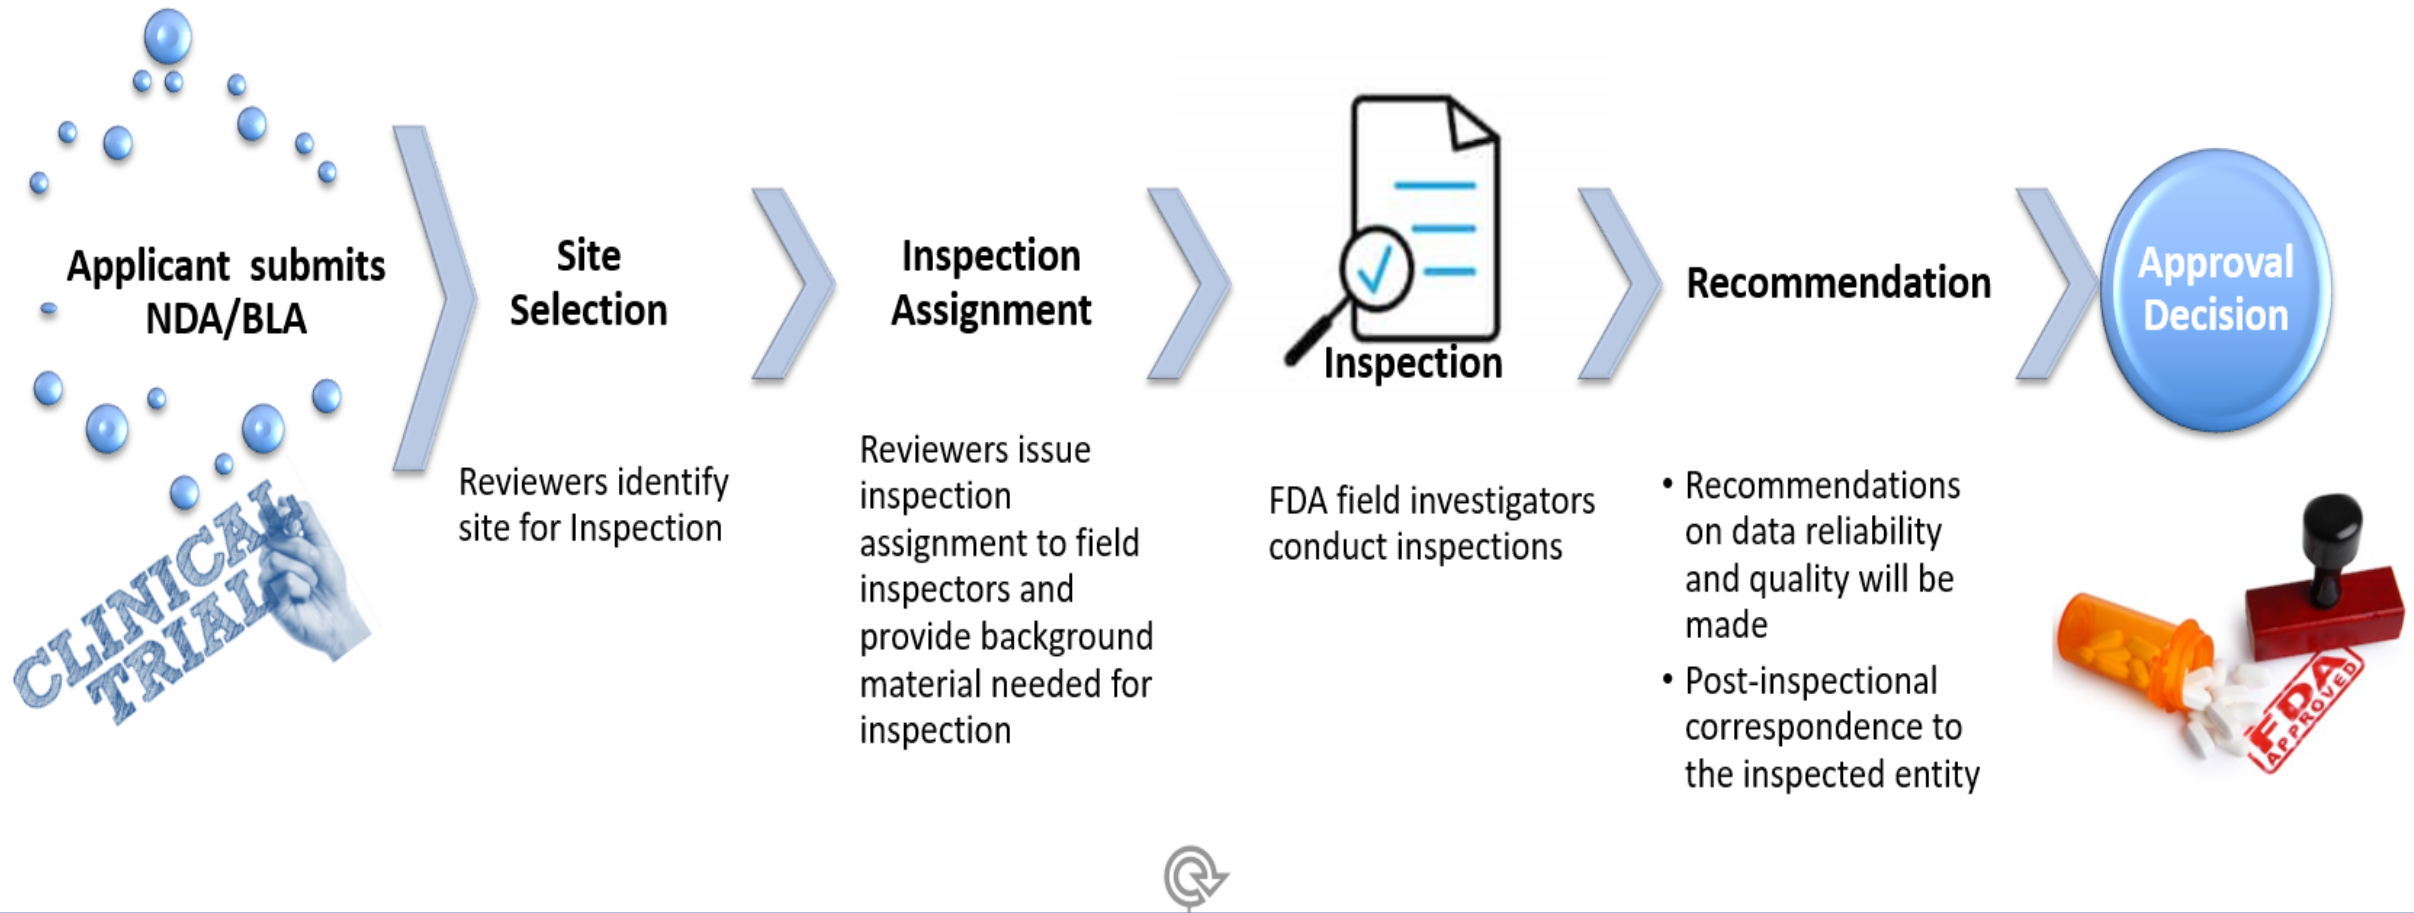 Applicant submits
NDA/BLA
CLINICAL
TRIAL
Site
Selection
Reviewers identify
site for Inspection
Inspection
Assignment
Reviewers issue
inspection
assignment to field
inspectors and
provide background
material needed for
inspection
Inspection
FDA field investigators
conduct inspections
Recommendation
• Recommendations
on data reliability
and quality will be
made
• Post-inspectional
correspondence to
the inspected entity
Approval
Decision
FDA
APPROVED